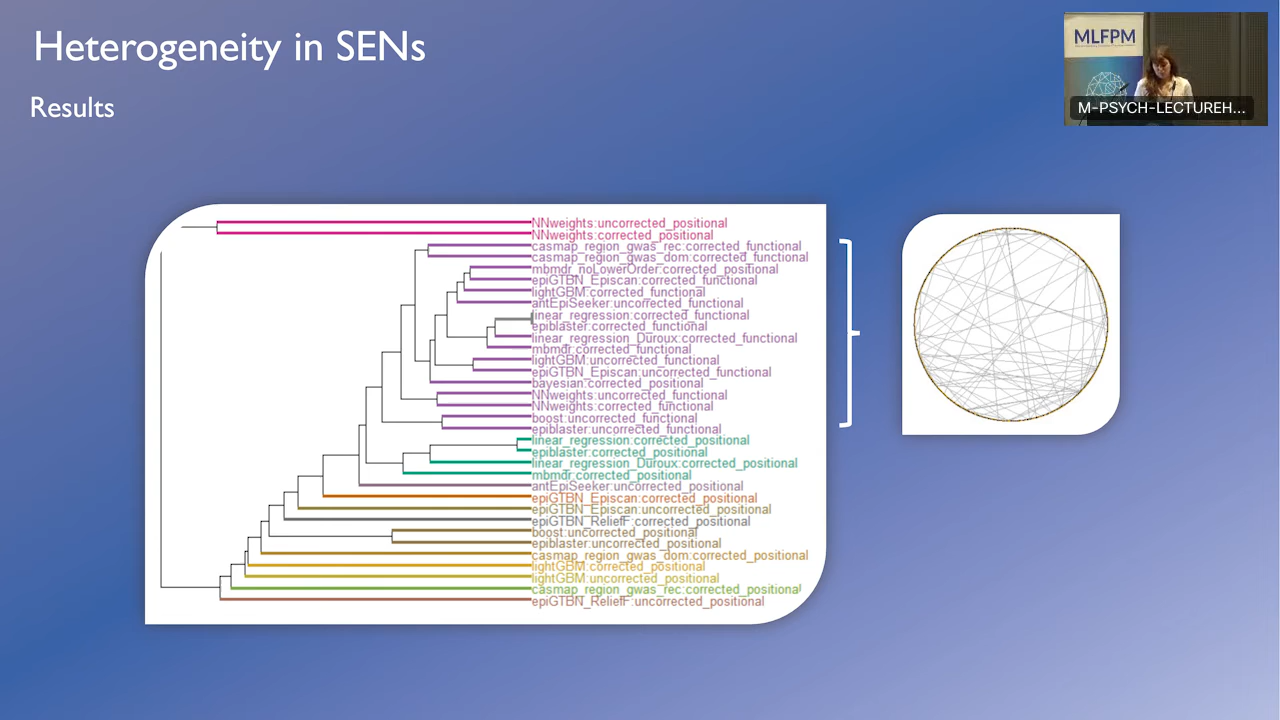 Heterogeneity in SENs
Results
MLFPM
M-PSYCH-LECTUREH...
NNweights:uncorrected_positional
NNweights:corrected_positional
casmap_region_gwas_rec:corrected_functional
casmap_region_gwas_dom:corrected_functional
mbmdr_noLowerOrder:corrected_positional
epiGTBN_Episcan:corrected_functional
lightGBM:corrected_functional
antEpiSeeker:uncorrected_functional
linear_regression:corrected_functional
epiblaster:corrected_functional
linear_regression_Duroux:corrected_functional
mbmdr:corrected_functional
lightGBM:uncorrected_functional
epiGTBN_Episcan:uncorrected_functional
bayesian:corrected_positional
NNweights:uncorrected_functional
NNweights:corrected_functional
boost:uncorrected_functional
epiblaster:uncorrected_functional
linear_regression:corrected_positional
epiblaster:corrected_positional
linear_regression_Duroux:corrected_positional
mbmdr:corrected_positional
antEpiSeeker:uncorrected_positional
epiGTBN_Episcan:corrected_positional
epiGTBN_Episcan:uncorrected_positional
epiGTBN_ReliefF:corrected_positional
boost:uncorrected_positional
epiblaster:uncorrected_positional
casmap_region_gwas_dom:corrected_positional
lightGBM:corrected_positional
lightGBM:uncorrected_positional
casmap_region_gwas_rec:corrected_positional
epiGTBN_ReliefF:uncorrected_positional